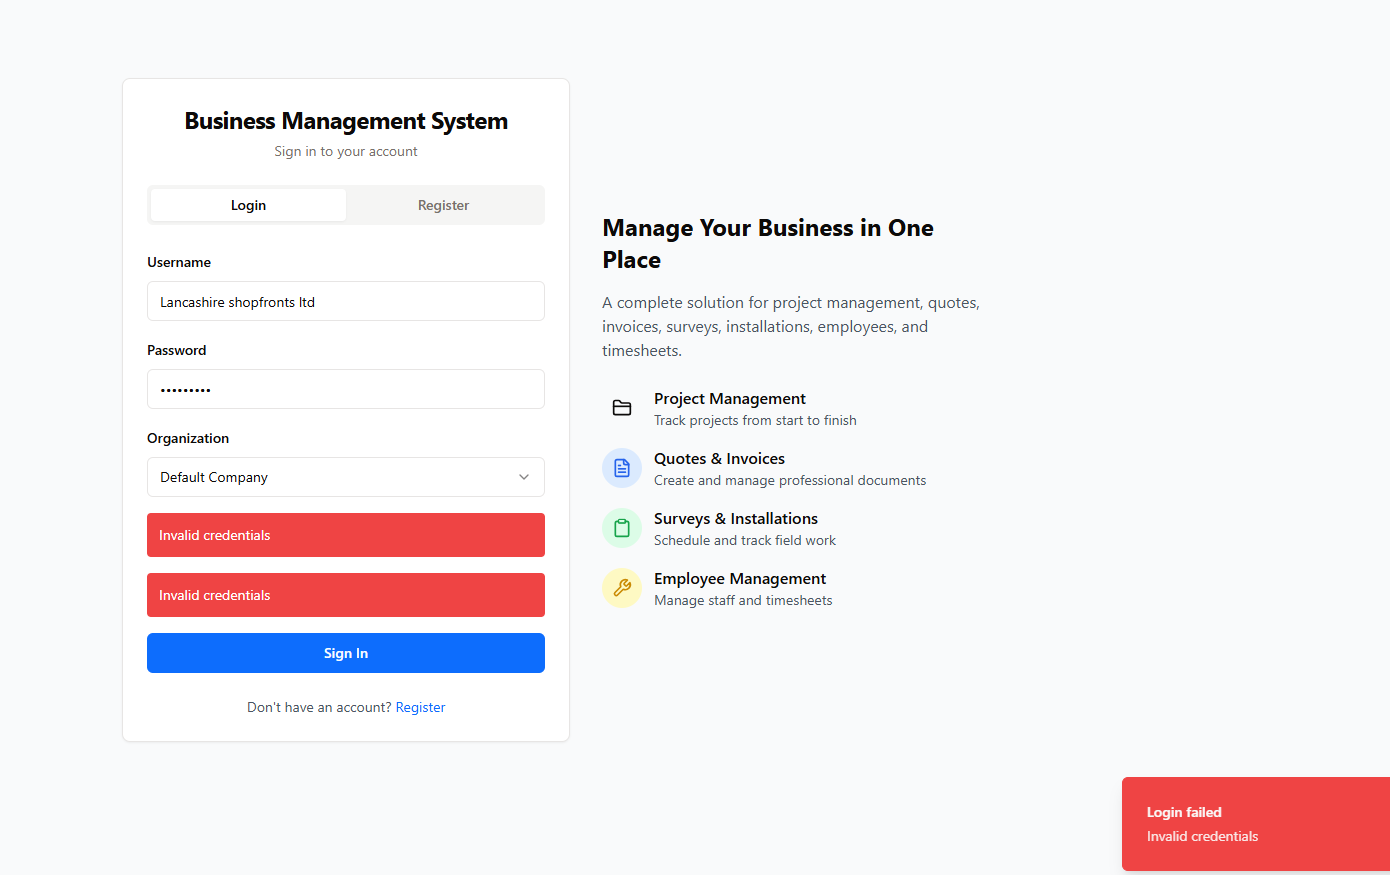 Business Management System
Sign in to your account
Login
Register
Username
Lancashire shopfronts ltd
Password
•••••••••
Organization
Default Company
Invalid credentials
Invalid credentials
Sign In
Don't have an account? Register
Manage Your Business in One
Place
A complete solution for project management, quotes,
invoices, surveys, installations, employees, and
timesheets.
Project Management
Track projects from start to finish
Quotes & Invoices
Create and manage professional documents
Surveys & Installations
Schedule and track field work
Employee Management
Manage staff and timesheets
Login failed
Invalid credentials